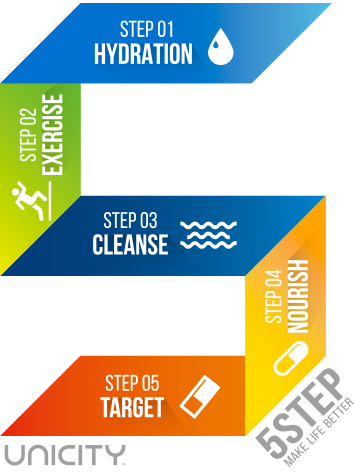 STEP 01
HYDRATION
STEP 02
EXERCISE
STEP 03
CLEANSE
STEP 04
NOURISH
STEP 05
TARGET
5STEP
MAKE LIFE BETTER
UNICITY™